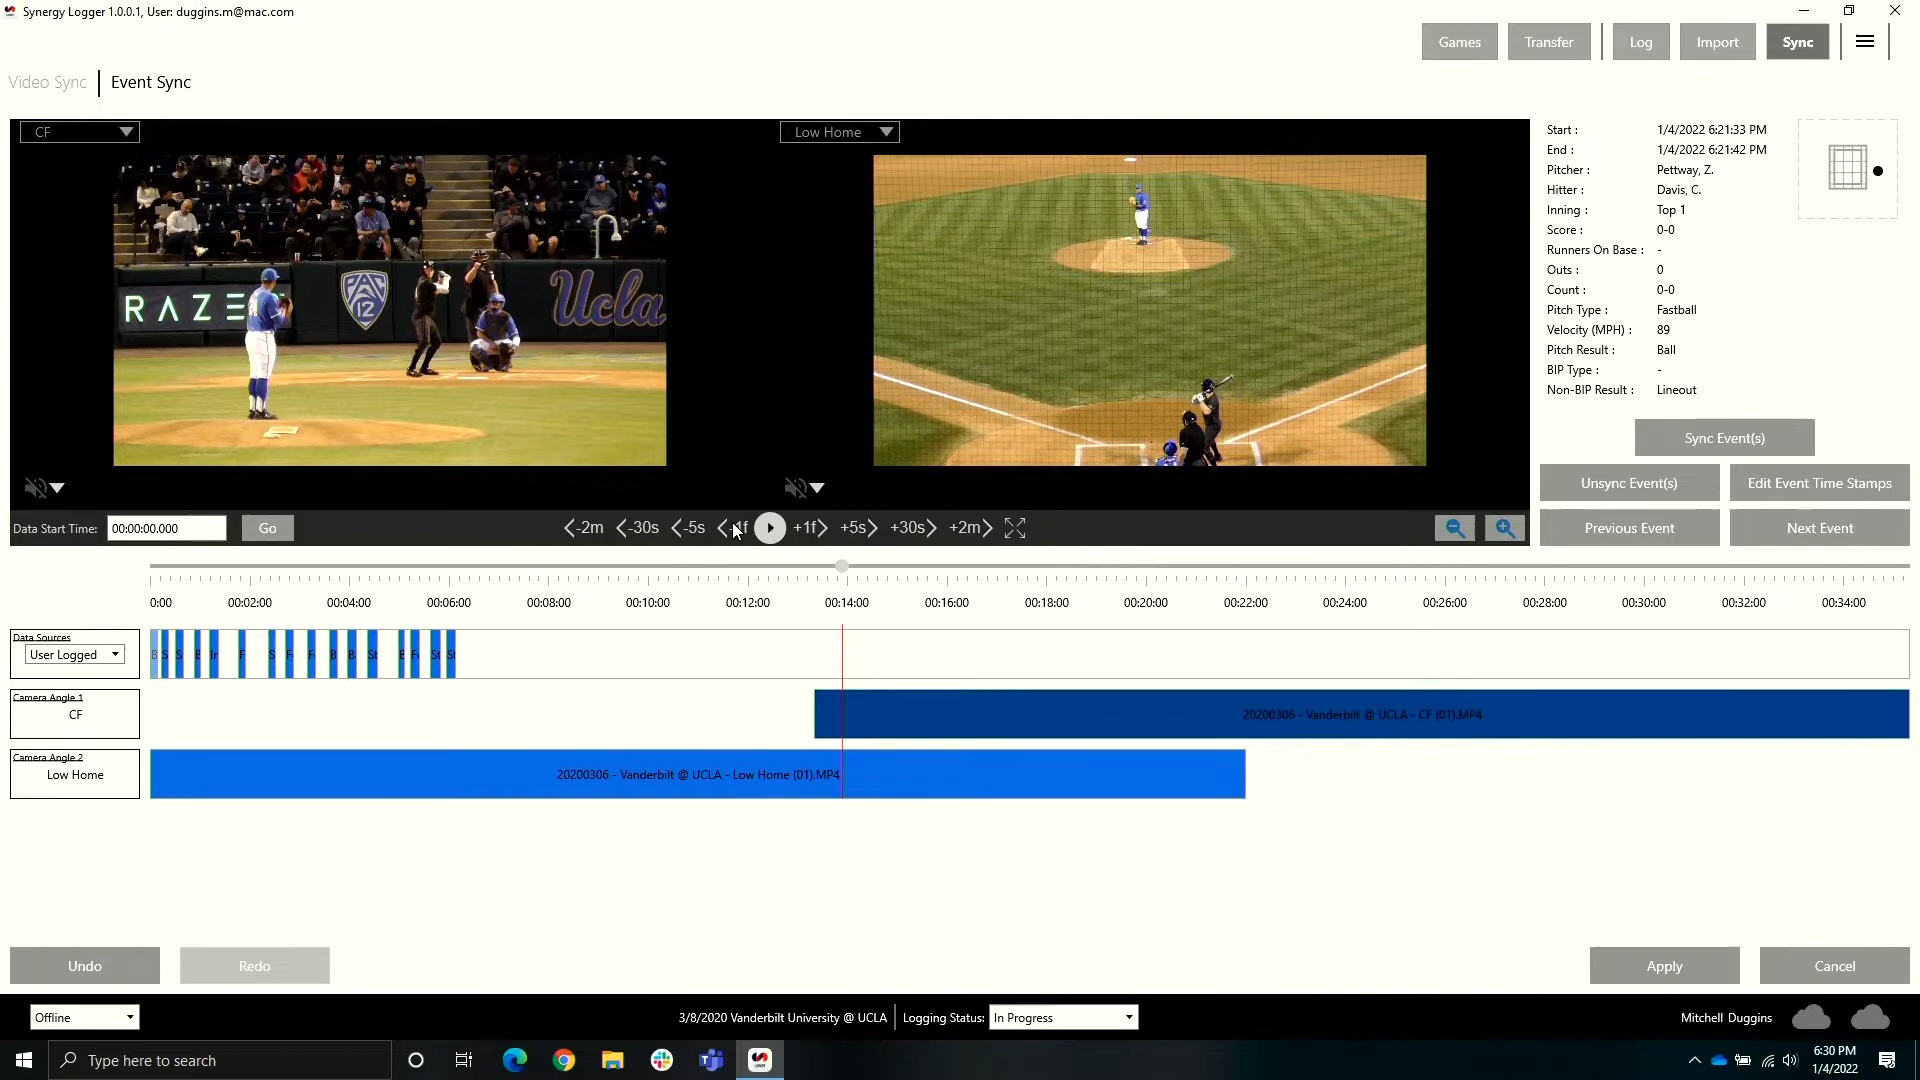 Synergy Logger 1.0.0.1, User: duggins.m@mac.com
Games Transfer Log Import Sync
Video Sync Event Sync
CF
Low Home
RAZE
PAC 12
Ucla
Start : 1/4/2022 6:21:33 PM
End : 1/4/2022 6:21:42 PM
Pitcher : Pettway, Z.
Hitter : Davis, C.
Inning : Top 1
Score : 0-0
Runners On Base : -
Outs : 0
Count : 0-0
Pitch Type : Fastball
Velocity (MPH) : 89
Pitch Result : Ball
BIP Type : -
Non-BIP Result : Lineout
Sync Event(s)
Unsync Event(s) Edit Event Time Stamps
Previous Event Next Event
Data Start Time: 00:00:00.000 Go -2m -30s -5s -1f +1f +5s +30s +2m
0:00 00:02:00 00:04:00 00:06:00 00:08:00 00:10:00 00:12:00 00:14:00 00:16:00 00:18:00 00:20:00 00:22:00 00:24:00 00:26:00 00:28:00 00:30:00 00:32:00 00:34:00
Data Sources
User Logged
Camera Angle 1
CF
20200306 - Vanderbilt @ UCLA - CF (01).MP4
Camera Angle 2
Low Home
20200306 - Vanderbilt @ UCLA - Low Home (01).MP4
Undo Redo Apply Cancel
Offline 3/8/2020 Vanderbilt University @ UCLA Logging Status: In Progress Mitchell Duggins
Type here to search
6:30 PM
1/4/2022